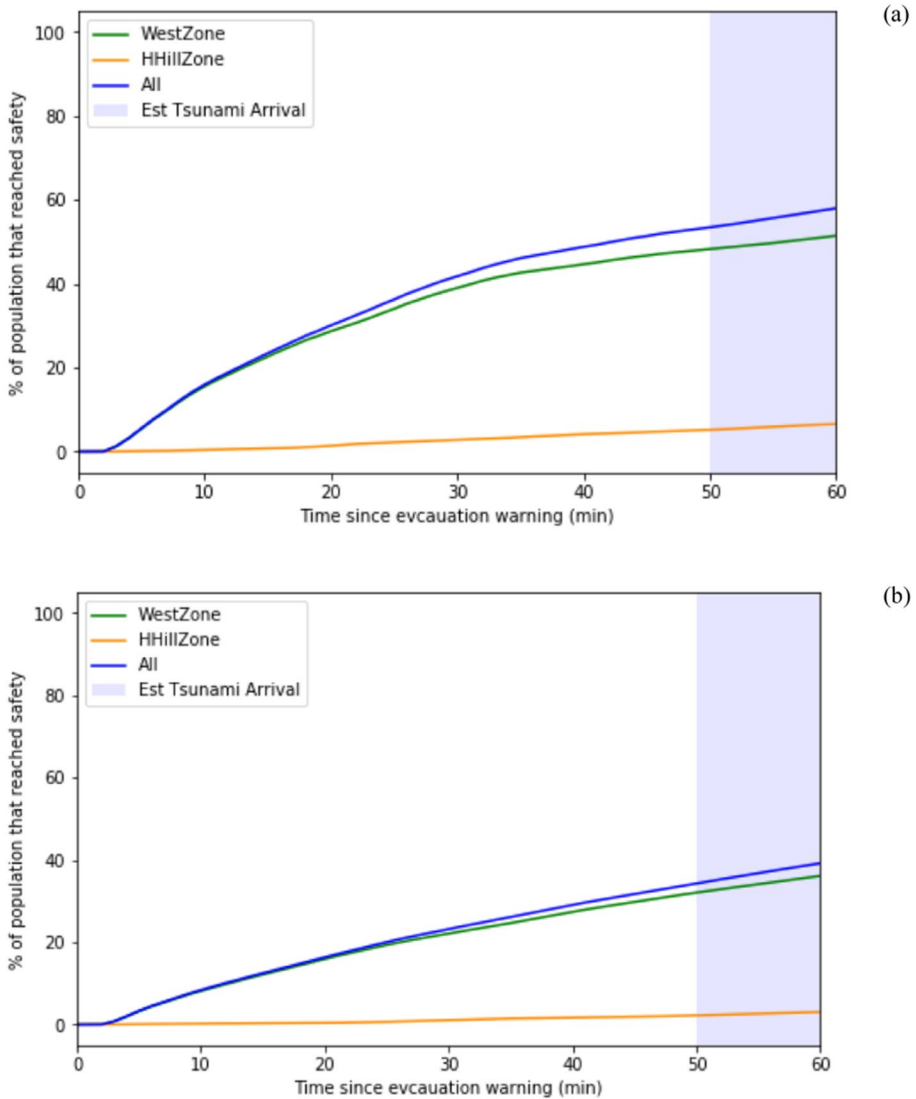 (a)
100
80
60
40
20
0
% of population that reached safety
WestZone
HHillZone
All
Est Tsunami Arrival
0 10 20 30 40 50 60
Time since evcauation warning (min)
(b)
100
80
60
40
20
0
% of population that reached safety
WestZone
HHillZone
All
Est Tsunami Arrival
0 10 20 30 40 50 60
Time since evcauation warning (min)